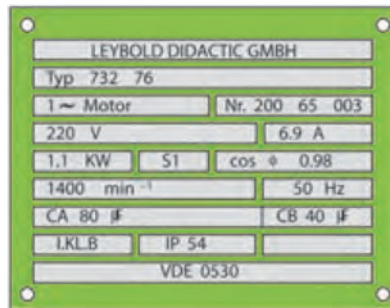 LEYBOLD DIDACTIC GMBH
Typ 732 76
1~ Motor Nr. 200 65 003
220 V 6.9 A
1.1 KW S1 cos φ 0.98
1400 min⁻¹ 50 Hz
CA 80 µF CB 40 µF
I.KL.B IP 54
VDE 0530